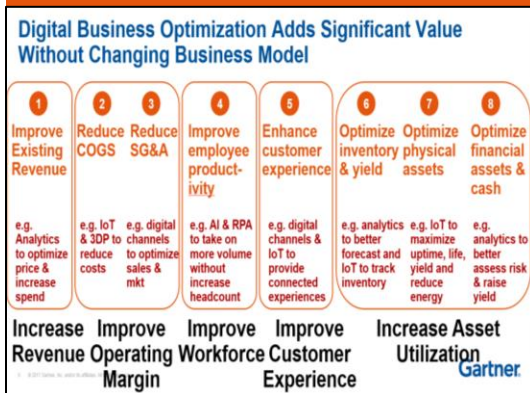 Digital Business Optimization Adds Significant Value
Without Changing Business Model
1
Improve
Existing
Revenue
e.g.
Analytics
to optimize
price &
increase
spend
2
Reduce
COGS
e.g. IoT
& 3DP to
reduce
costs
3
Reduce
SG&A
e.g. digital
channels
to optimize
sales &
mkt
4
Improve
employee
product-
ivity
e.g. AI & RPA
to take on
more volume
without
increase
headcount
5
Enhance
customer
experience
e.g. digital
channels &
IoT to
provide
connected
experiences
6
Optimize
inventory
& yield
e.g. analytics
to better
forecast and
IoT to track
inventory
7
Optimize
physical
assets
e.g. IoT to
maximize
uptime, life,
yield and
reduce
energy
8
Optimize
financial
assets &
cash
e.g.
analytics to
better
assess risk
& raise
yield
Increase
Revenue
Improve
Operating
Margin
Improve
Workforce
Improve
Customer
Experience
Increase Asset
Utilization
Gartner